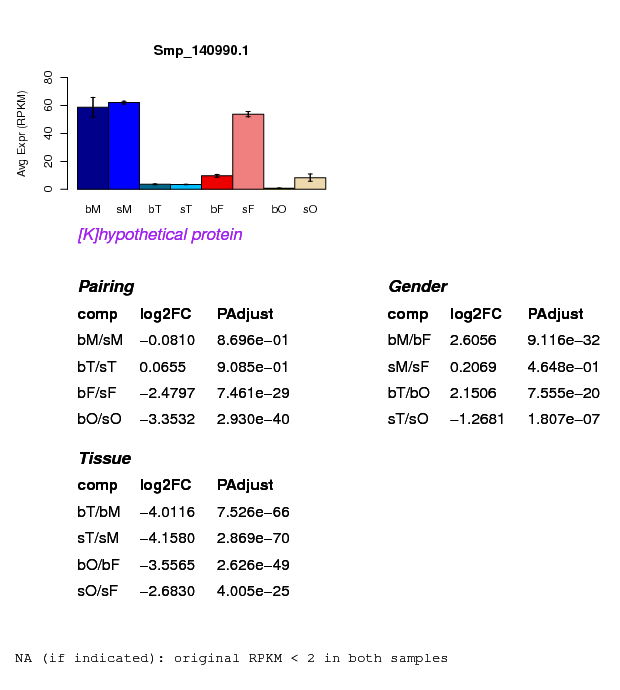 Smp_140990.1
Avg Expr (RPKM)
80
60
40
20
0
bM sM bT sT bF sF bO sO
[K]hypothetical protein
Pairing
comp log2FC PAdjust
bM/sM −0.0810 8.696e−01
bT/sT 0.0655 9.085e−01
bF/sF −2.4797 7.461e−29
bO/sO −3.3532 2.930e−40
Gender
comp log2FC PAdjust
bM/bF 2.6056 9.116e−32
sM/sF 0.2069 4.648e−01
bT/bO 2.1506 7.555e−20
sT/sO −1.2681 1.807e−07
Tissue
comp log2FC PAdjust
bT/bM −4.0116 7.526e−66
sT/sM −4.1580 2.869e−70
bO/bF −3.5565 2.626e−49
sO/sF −2.6830 4.005e−25
NA (if indicated): original RPKM < 2 in both samples